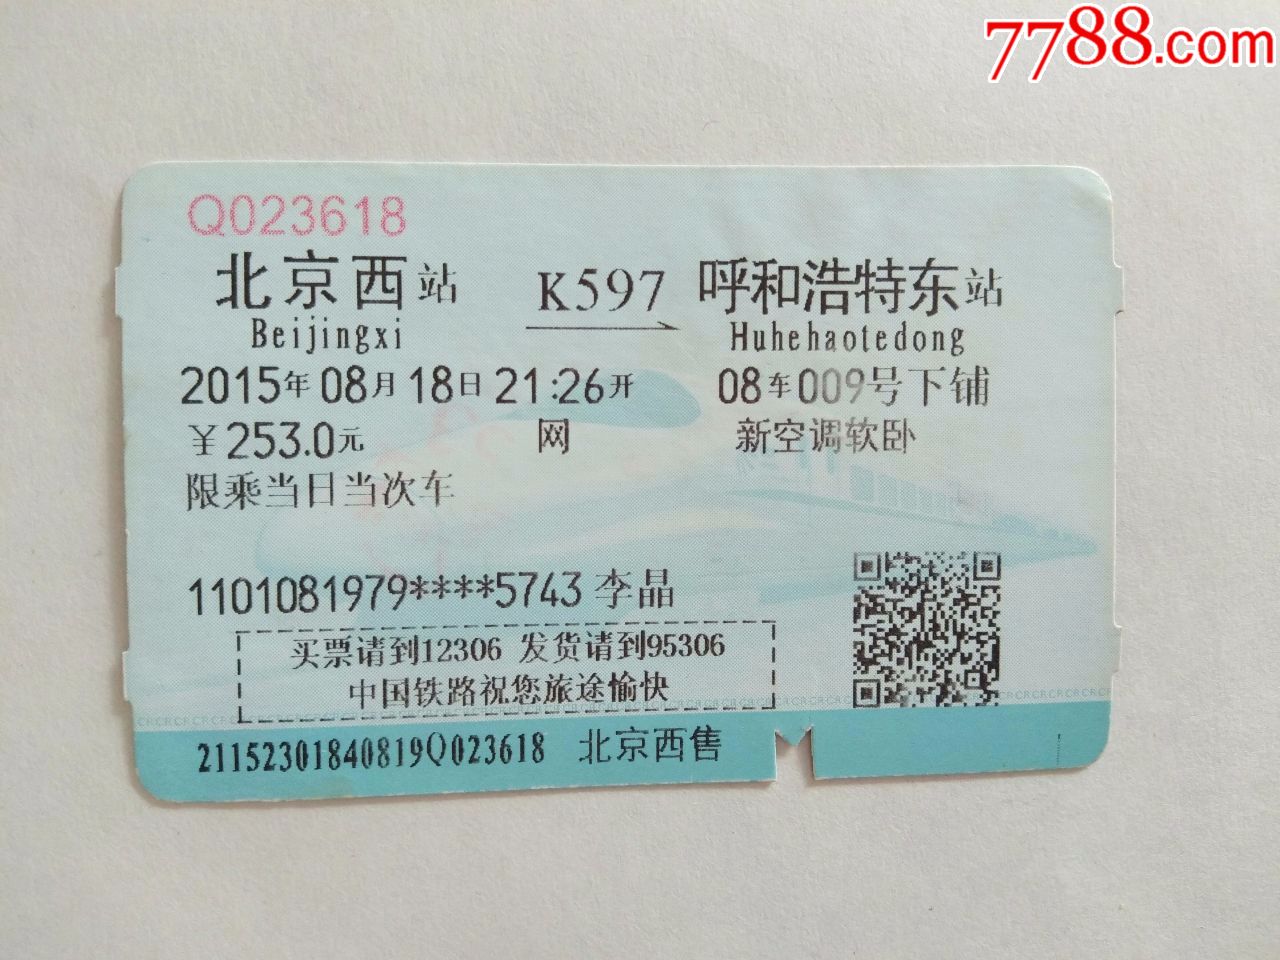 7788.com
Q023618
北京西站 K597 呼和浩特东站
Beijingxi Huhehaotedong
2015年08月18日21:26开 08车009号下铺
￥253.0元 网 新空调软卧
限乘当日当次车
1101081979****5743 李晶
买票请到12306 发货请到95306
中国铁路祝您旅途愉快
21152301840819Q023618 北京西售